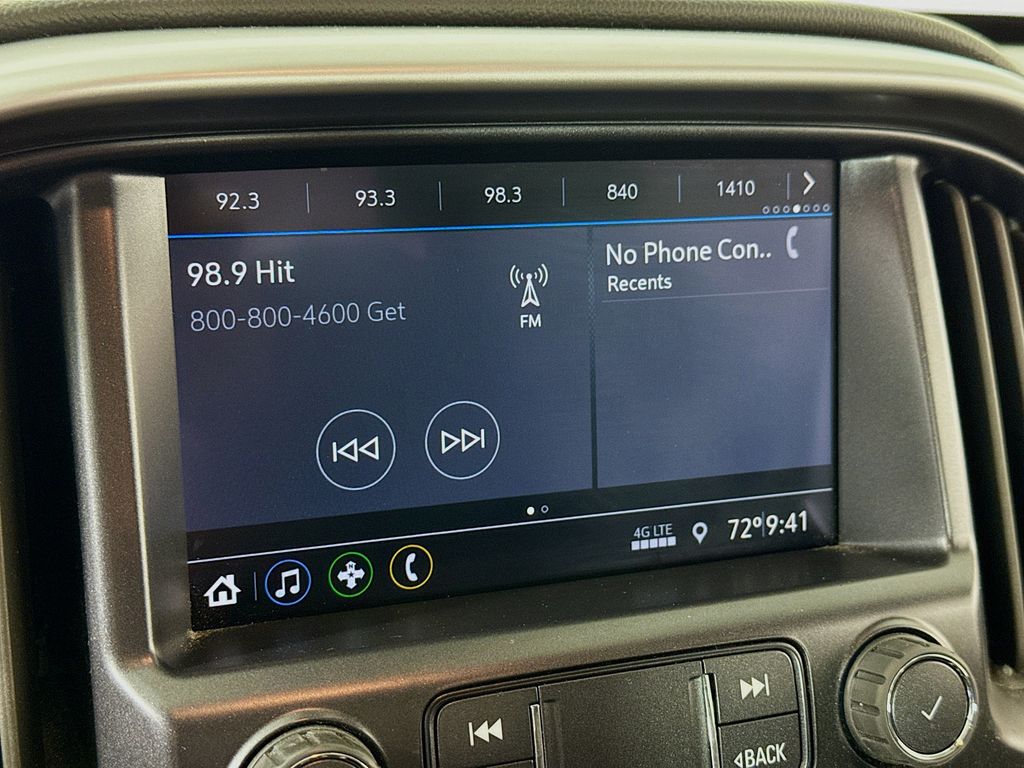 92.3 93.3 98.3 840 1410
98.9 Hit
800-800-4600 Get
FM
No Phone Con..
Recents
4G LTE
72° 9:41
BACK